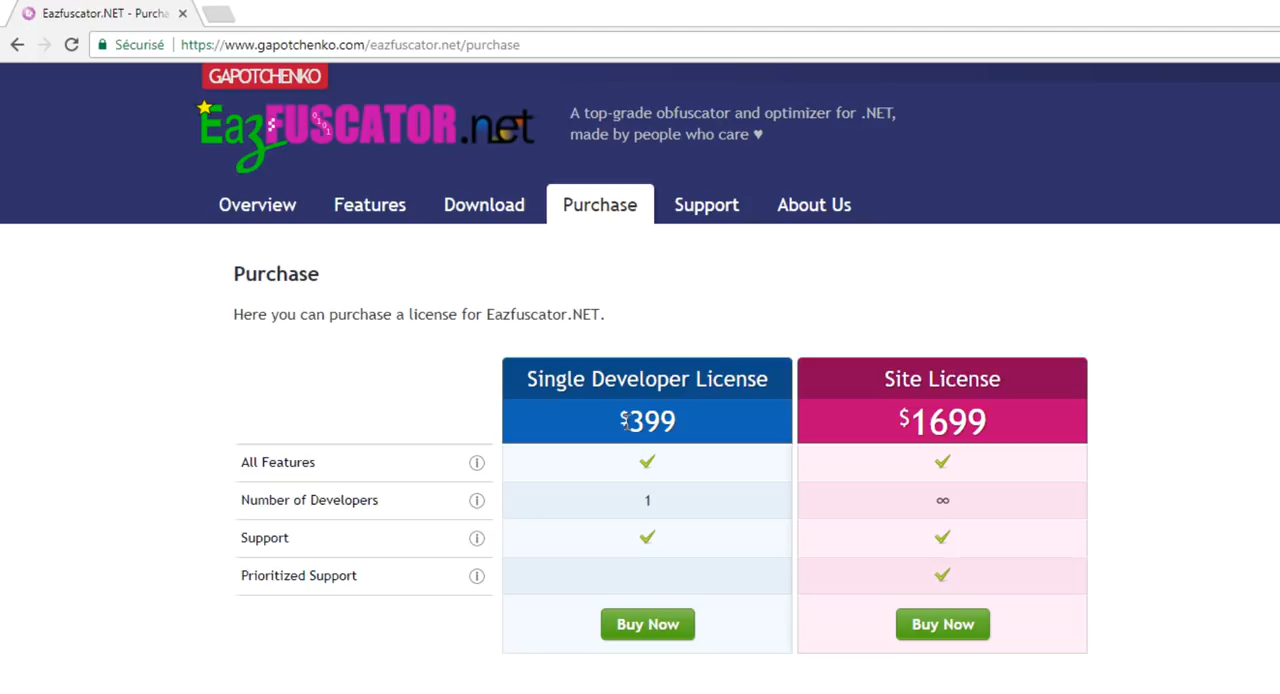 Eazfuscator.NET - Purcha
Sécurisé | https://www.gapotchenko.com/eazfuscator.net/purchase
GAPOTCHENKO
EazFUSCATOR.net
0101
A top-grade obfuscator and optimizer for .NET,
made by people who care ♥
Overview Features Download Purchase Support About Us
Purchase
Here you can purchase a license for Eazfuscator.NET.
Single Developer License Site License
$399 $1699
All Features
Number of Developers 1 ∞
Support
Prioritized Support
Buy Now Buy Now